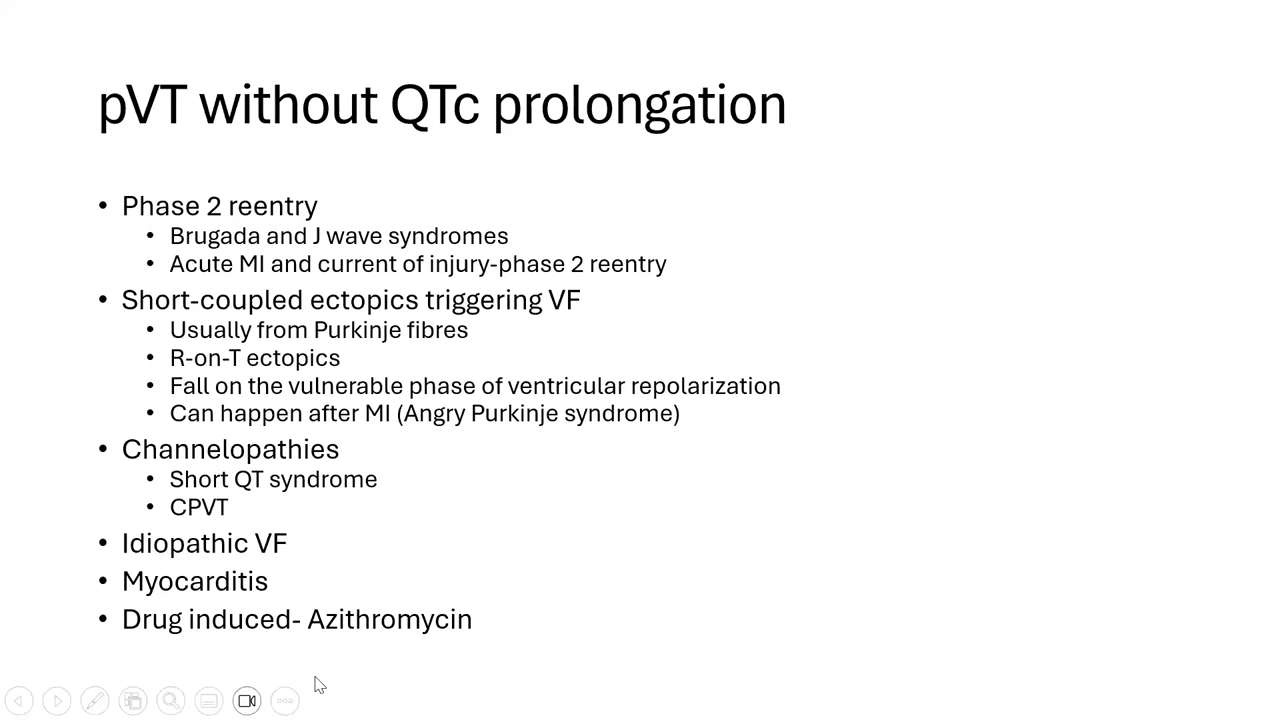 pVT without QTc prolongation
• Phase 2 reentry
• Brugada and J wave syndromes
• Acute MI and current of injury-phase 2 reentry
• Short-coupled ectopics triggering VF
• Usually from Purkinje fibres
• R-on-T ectopics
• Fall on the vulnerable phase of ventricular repolarization
• Can happen after MI (Angry Purkinje syndrome)
• Channelopathies
• Short QT syndrome
• CPVT
• Idiopathic VF
• Myocarditis
• Drug induced- Azithromycin